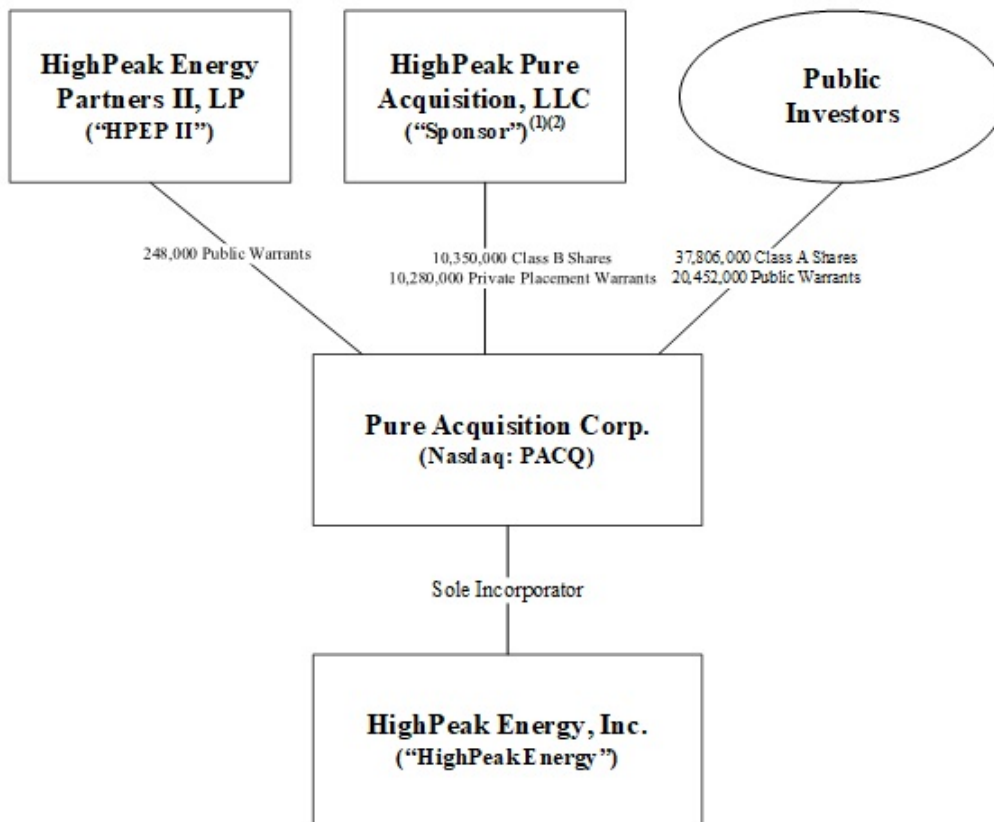 HighPeak Energy
Partners II, LP
(“HPEP II”)
HighPeak Pure
Acquisition, LLC
(“Sponsor”)(1)(2)
Public
Investors
248,000 Public Warrants
10,350,000 Class B Shares
10,280,000 Private Placement Warrants
37,806,000 Class A Shares
20,452,000 Public Warrants
Pure Acquisition Corp.
(Nasdaq: PACQ)
Sole Incorporator
HighPeak Energy, Inc.
(“HighPeak Energy”)